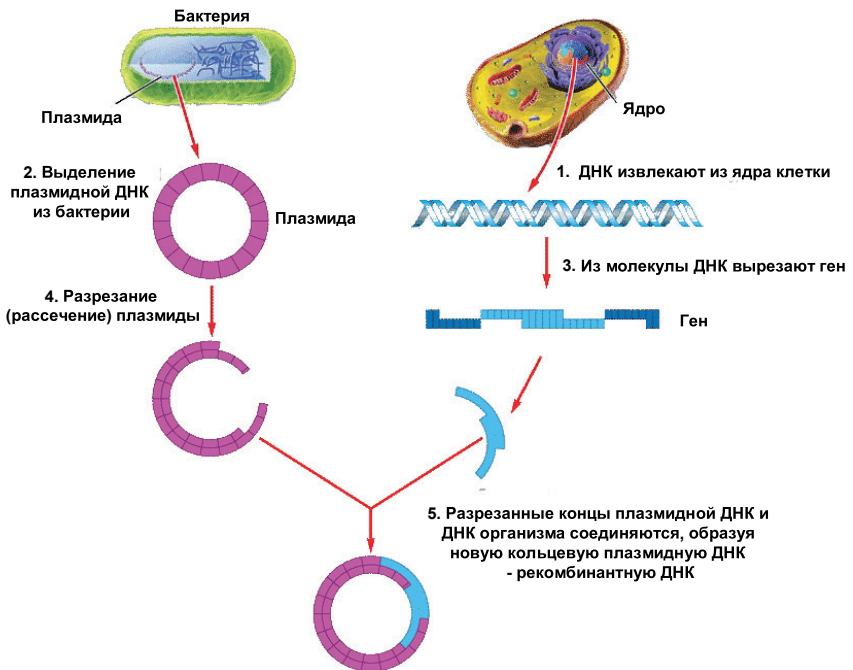 Бактерия
Плазмида
Ядро
1. ДНК извлекают из ядра клетки
2. Выделение
плазмидной ДНК
из бактерии
Плазмида
3. Из молекулы ДНК вырезают ген
4. Разрезание
(рассечение) плазмиды
Ген
5. Разрезанные концы плазмидной ДНК и
ДНК организма соединяются, образуя
новую кольцевую плазмидную ДНК
- рекомбинантную ДНК